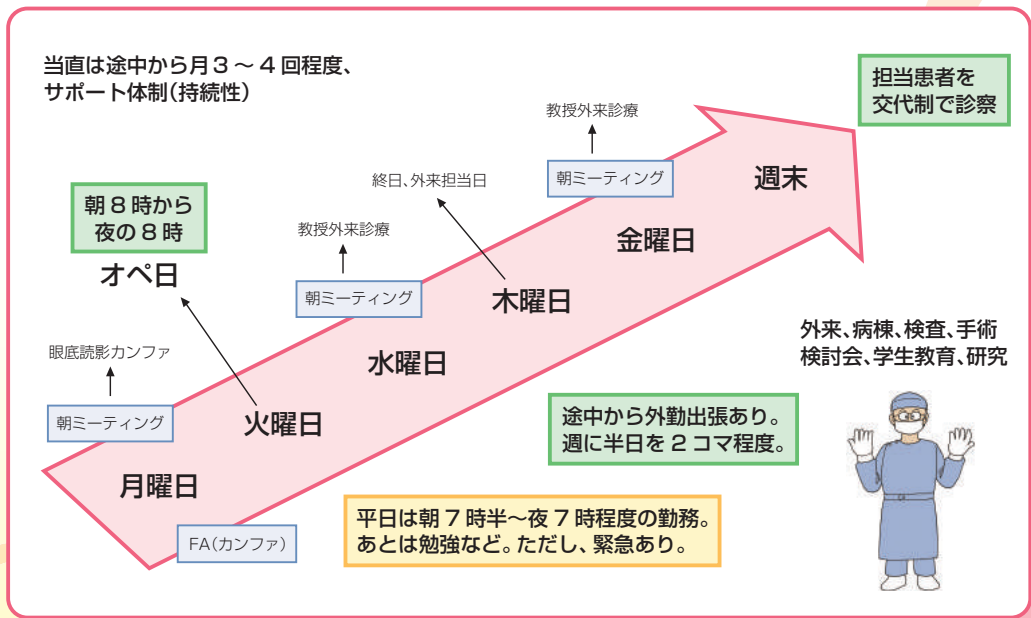 当直は途中から月３～４回程度、
サポート体制(持続性)
担当患者を
交代制で診察
教授外来診療
朝ミーティング
週末
終日、外来担当日
金曜日
朝８時から
夜の８時
オペ日
教授外来診療
朝ミーティング
木曜日
外来、病棟、検査、手術
検討会、学生教育、研究
眼底読影カンファ
水曜日
朝ミーティング
火曜日
途中から外勤出張あり。
週に半日を２コマ程度。
月曜日
平日は朝７時半～夜７時程度の勤務。
あとは勉強など。ただし、緊急あり。
FA(カンファ)